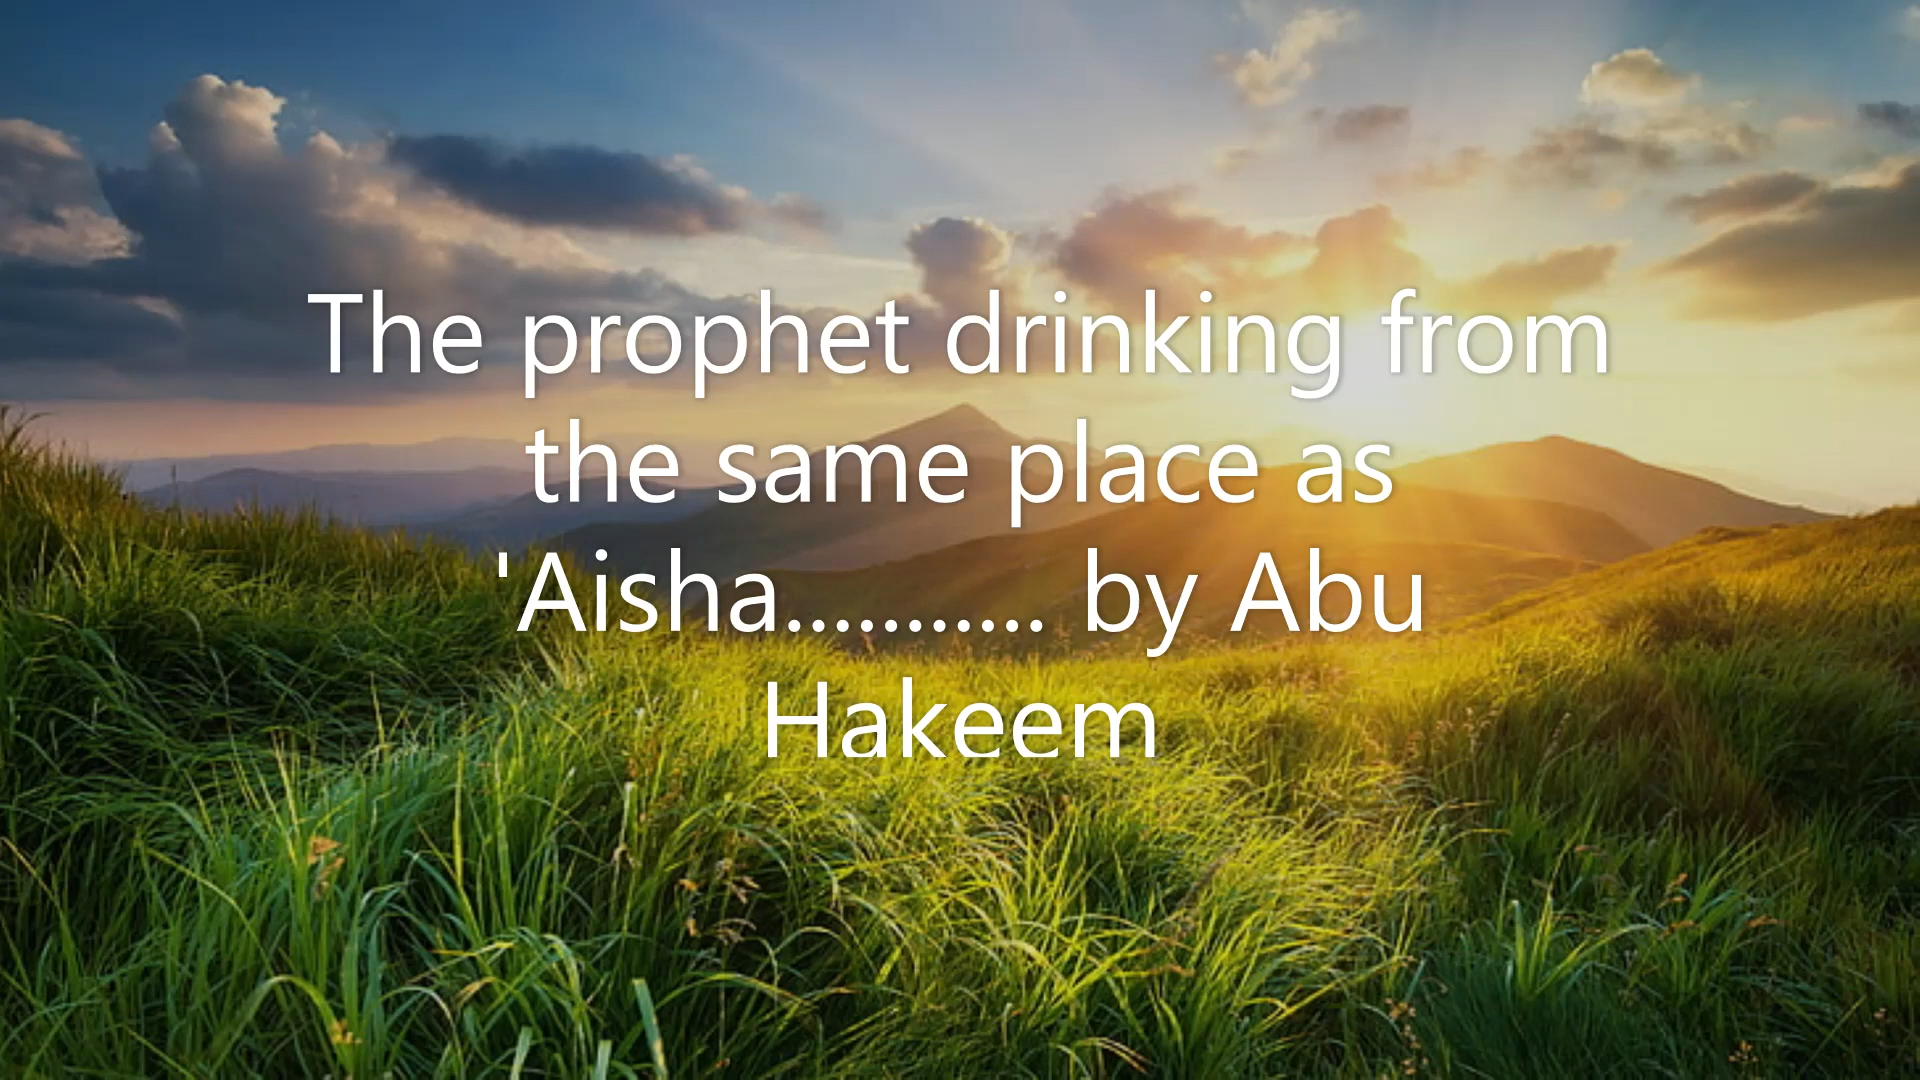 The prophet drinking from
the same place as
'Aisha........... by Abu
Hakeem